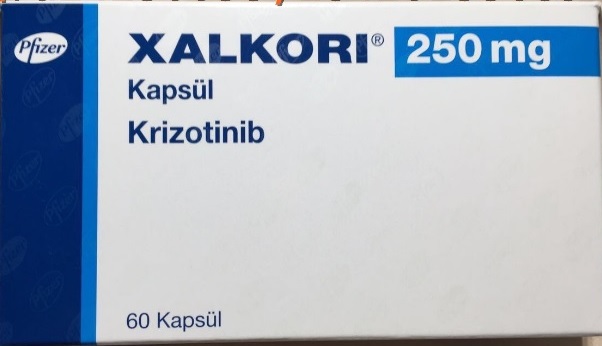 Pfizer
XALKORI® 250 mg
Kapsül
Krizotinib
60 Kapsül